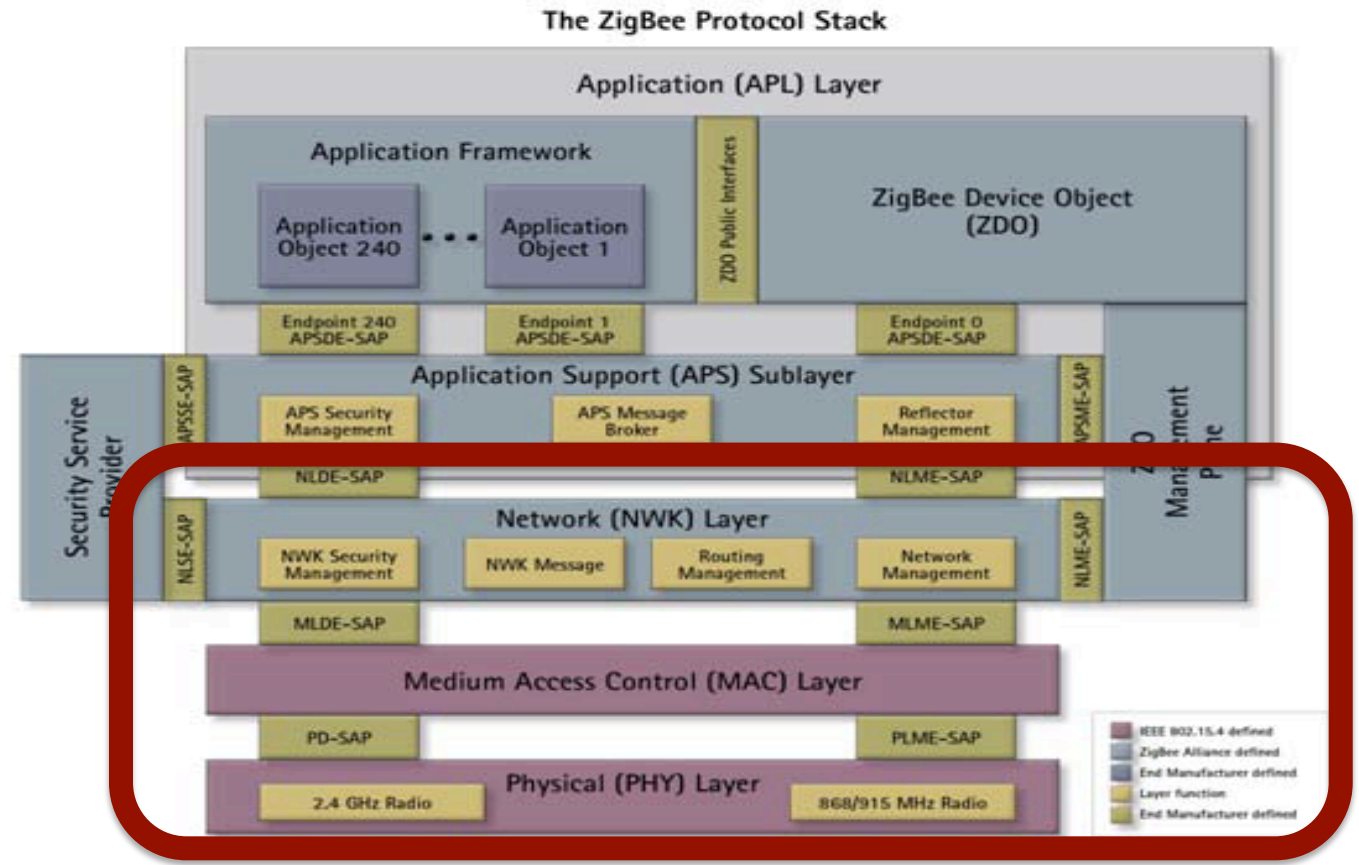 The ZigBee Protocol Stack
Application (APL) Layer
Application Framework
Application
Object 240
Application
Object 1
ZDO Public Interfaces
ZigBee Device Object
(ZDO)
Endpoint 240
APSDE-SAP
Endpoint 1
APSDE-SAP
Endpoint 0
APSDE-SAP
Security Service
Provider
APSSE-SAP
Application Support (APS) Sublayer
APS Security
Management
APS Message
Broker
Reflector
Management
APSME-SAP
Management
NLDE-SAP
NLME-SAP
NLSE-SAP
Network (NWK) Layer
NWK Security
Management
NWK Message
Routing
Management
Network
Management
NLME-SAP
MLDE-SAP
MLME-SAP
Medium Access Control (MAC) Layer
PD-SAP
PLME-SAP
Physical (PHY) Layer
2.4 GHz Radio
868/915 MHz Radio
IEEE 802.15.4 defined
ZigBee Alliance defined
End Manufacturer defined
Layer function
End Manufacturer defined